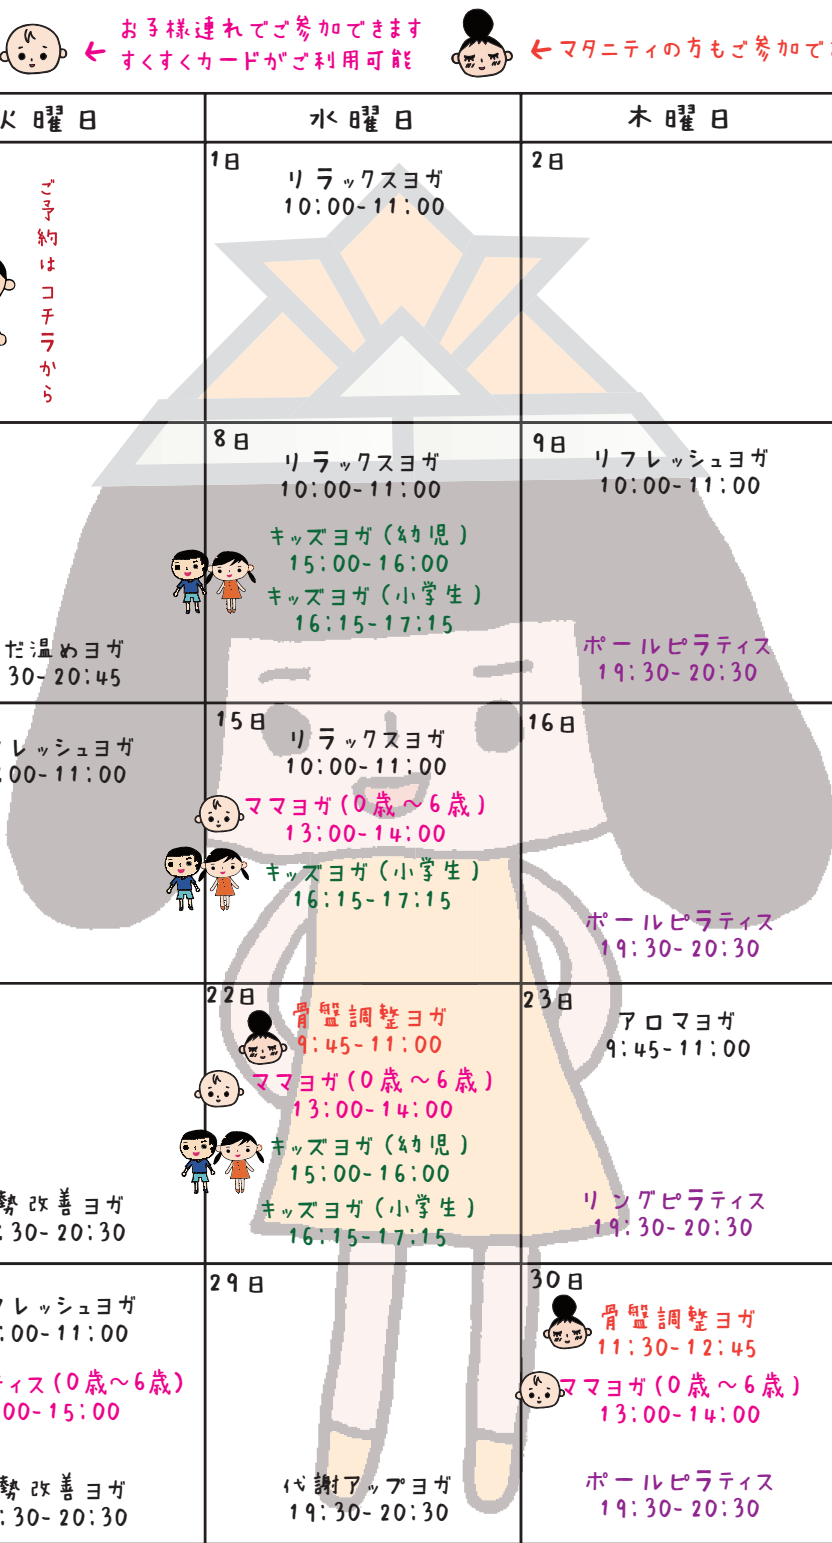 ← お子様連れでご参加できます
すくすくカードがご利用可能
← マタニティの方もご参加で
火曜日
水曜日
木曜日
ご予約はコチラから
1日
リラックスヨガ
10:00-11:00
2日
だ温めヨガ
30-20:45
8日
リラックスヨガ
10:00-11:00
キッズヨガ(幼児)
15:00-16:00
キッズヨガ(小学生)
16:15-17:15
9日
リフレッシュヨガ
10:00-11:00
ポールピラティス
19:30-20:30
フレッシュヨガ
:00-11:00
15日
リラックスヨガ
10:00-11:00
ママヨガ(0歳〜6歳)
13:00-14:00
キッズヨガ(小学生)
16:15-17:15
16日
ポールピラティス
19:30-20:30
勢改善ヨガ
:30-20:30
22日
骨盤調整ヨガ
9:45-11:00
ママヨガ(0歳〜6歳)
13:00-14:00
キッズヨガ(幼児)
15:00-16:00
キッズヨガ(小学生)
16:15-17:15
23日
アロマヨガ
9:45-11:00
リングピラティス
19:30-20:30
フレッシュヨガ
:00-11:00
ティス(0歳〜6歳)
00-15:00
勢改善ヨガ
:30-20:30
29日
代謝アップヨガ
19:30-20:30
30日
骨盤調整ヨガ
11:30-12:45
ママヨガ(0歳〜6歳)
13:00-14:00
ポールピラティス
19:30-20:30